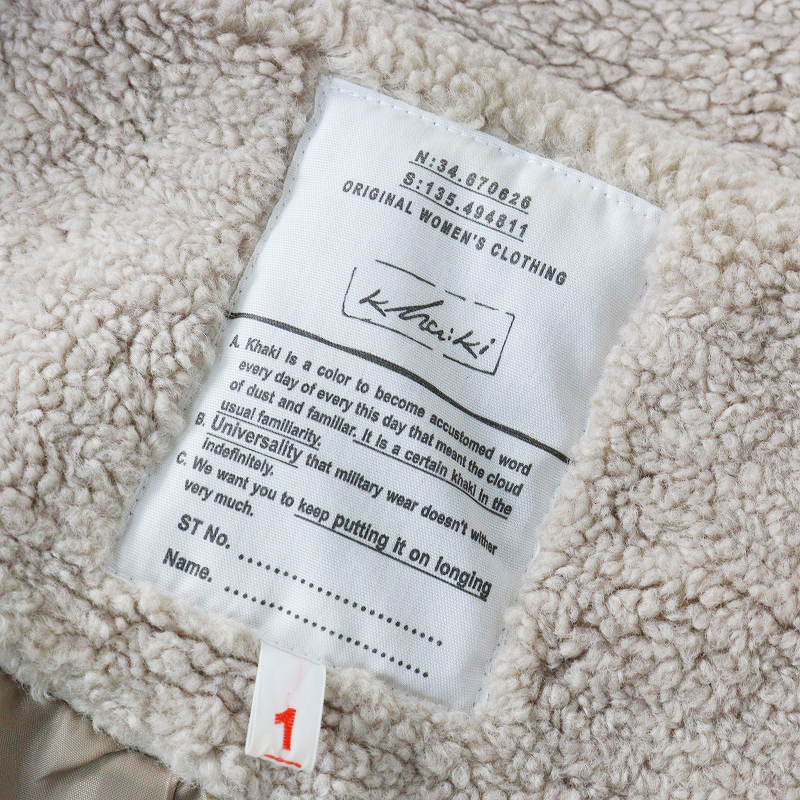 N:34.670626
S:135.494811
ORIGINAL WOMEN'S CLOTHING
kha:ki
A. Khaki is a color to become accustomed word
every day of every this day that meant the cloud
of dust and familiar. It is a certain khaki in the
usual familiarity.
B. Universality that military wear doesn't wither
indefinitely.
C. We want you to keep putting it on longing
very much.
ST No. ........................
Name. ........................
1